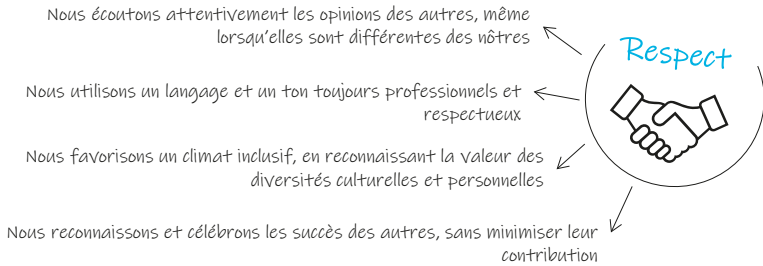 Nous écoutons attentivement les opinions des autres, même
lorsqu'elles sont différentes des nôtres
Respect
Nous utilisons un langage et un ton toujours professionnels et
respectueux
Nous favorisons un climat inclusif, en reconnaissant la valeur des
diversités culturelles et personnelles
Nous reconnaissons et célébrons les succès des autres, sans minimiser leur
contribution